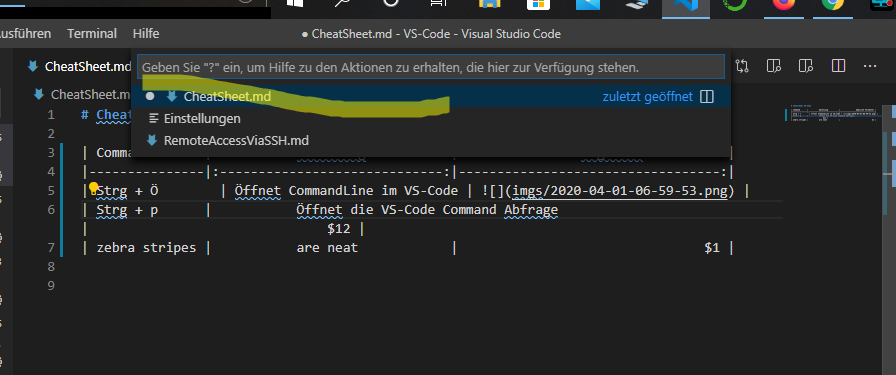 usführen Terminal Hilfe ● CheatSheet.md - VS-Code - Visual Studio Code
CheatSheet.md
Geben Sie "?" ein, um Hilfe zu den Aktionen zu erhalten, die hier zur Verfügung stehen.
CheatSheet.md zuletzt geöffnet
Einstellungen
RemoteAccessViaSSH.md
CheatSheet.m
1 # Chea
2
3 | Comma |
4 |--------------|:---------------------------:|-------------------------------:|
5 | Strg + Ö | Öffnet CommandLine im VS-Code | ![](imgs/2020-04-01-06-59-53.png) |
6 | Strg + p | Öffnet die VS-Code Command Abfrage
| $12 |
7 | zebra stripes | are neat | $1 |
8
9